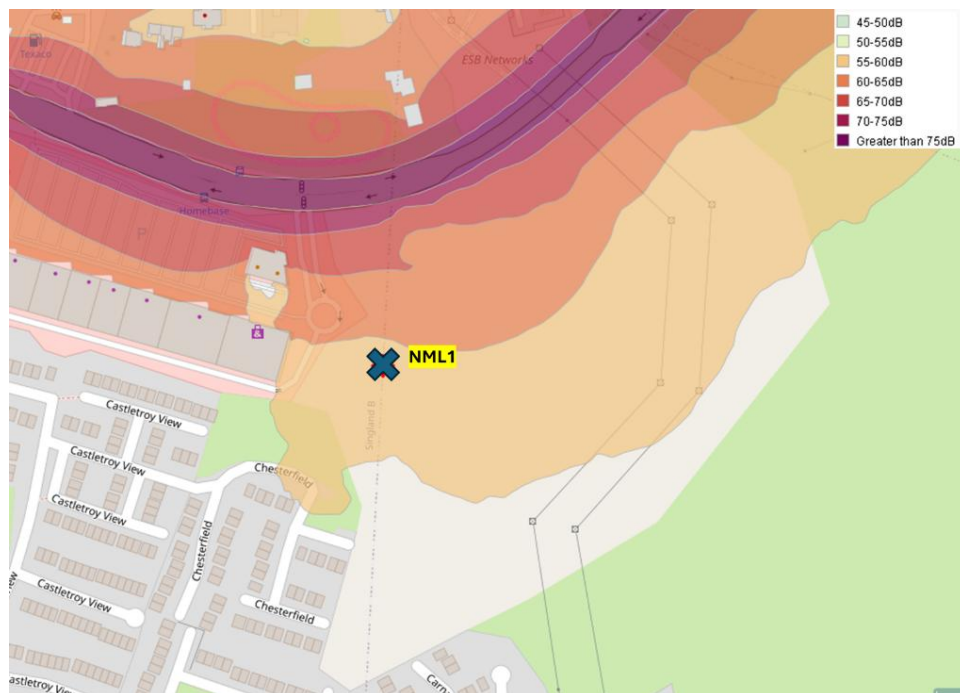 45-50dB
50-55dB
55-60dB
60-65dB
65-70dB
70-75dB
Greater than 75dB
Texaco
ESB Networks
Homebase
P
NML1
Singland B
Castletroy View
Castletroy View
Castletroy View
Castletroy View
Castletroy View
Chesterfield
Chesterfield
Chesterfield